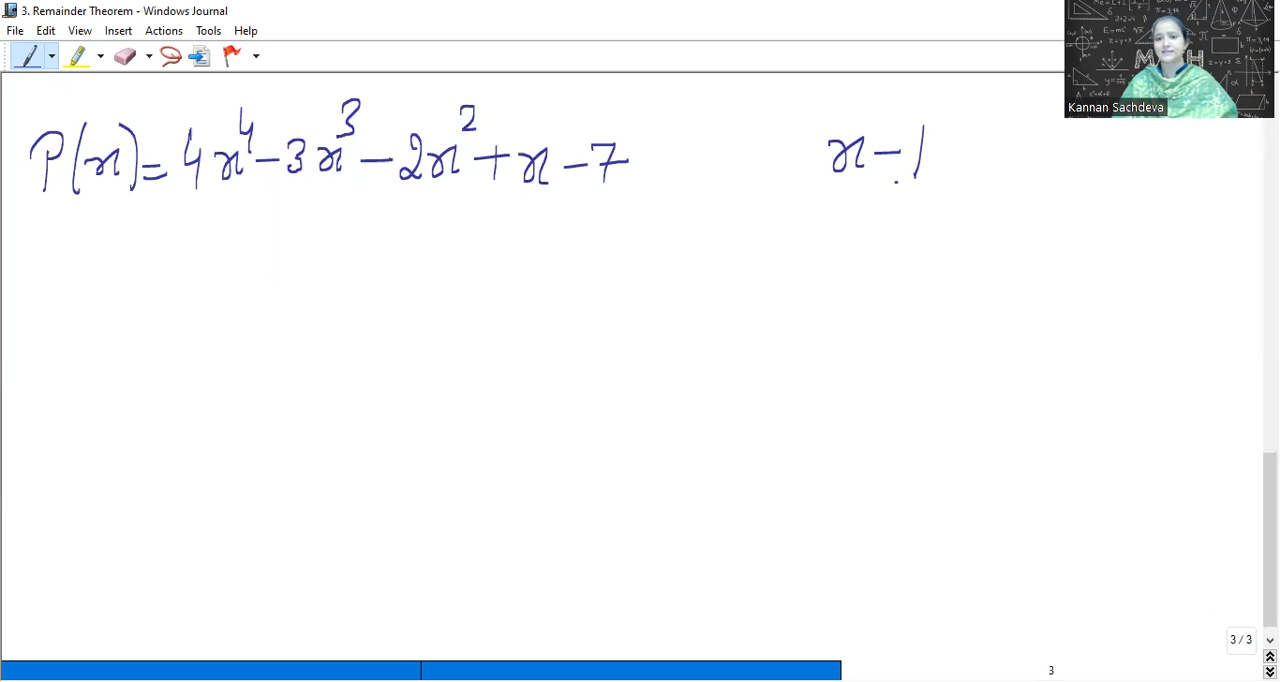 3. Remainder Theorem - Windows Journal
File Edit View Insert Actions Tools Help
Kannan Sachdeva
P(x) = 4x⁴ - 3x³ - 2x² + x - 7
x - 1
3 / 3
3